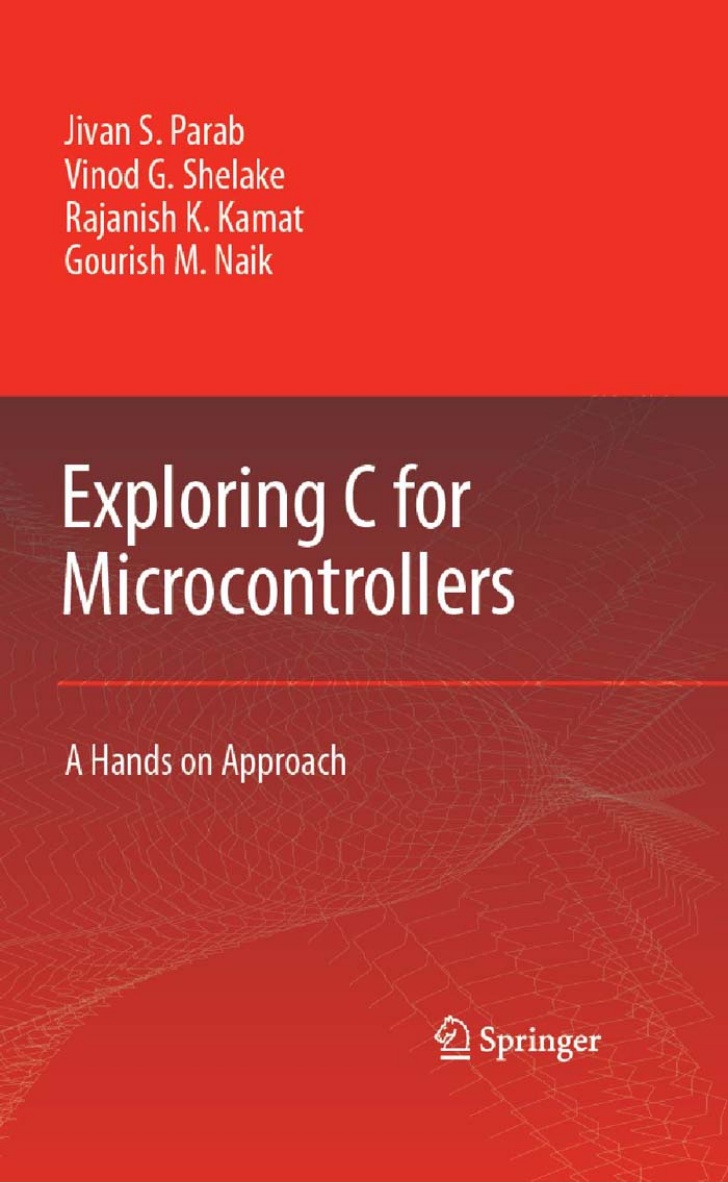 Jivan S. Parab
Vinod G. Shelake
Rajanish K. Kamat
Gourish M. Naik
Exploring C for
Microcontrollers
A Hands on Approach
Springer